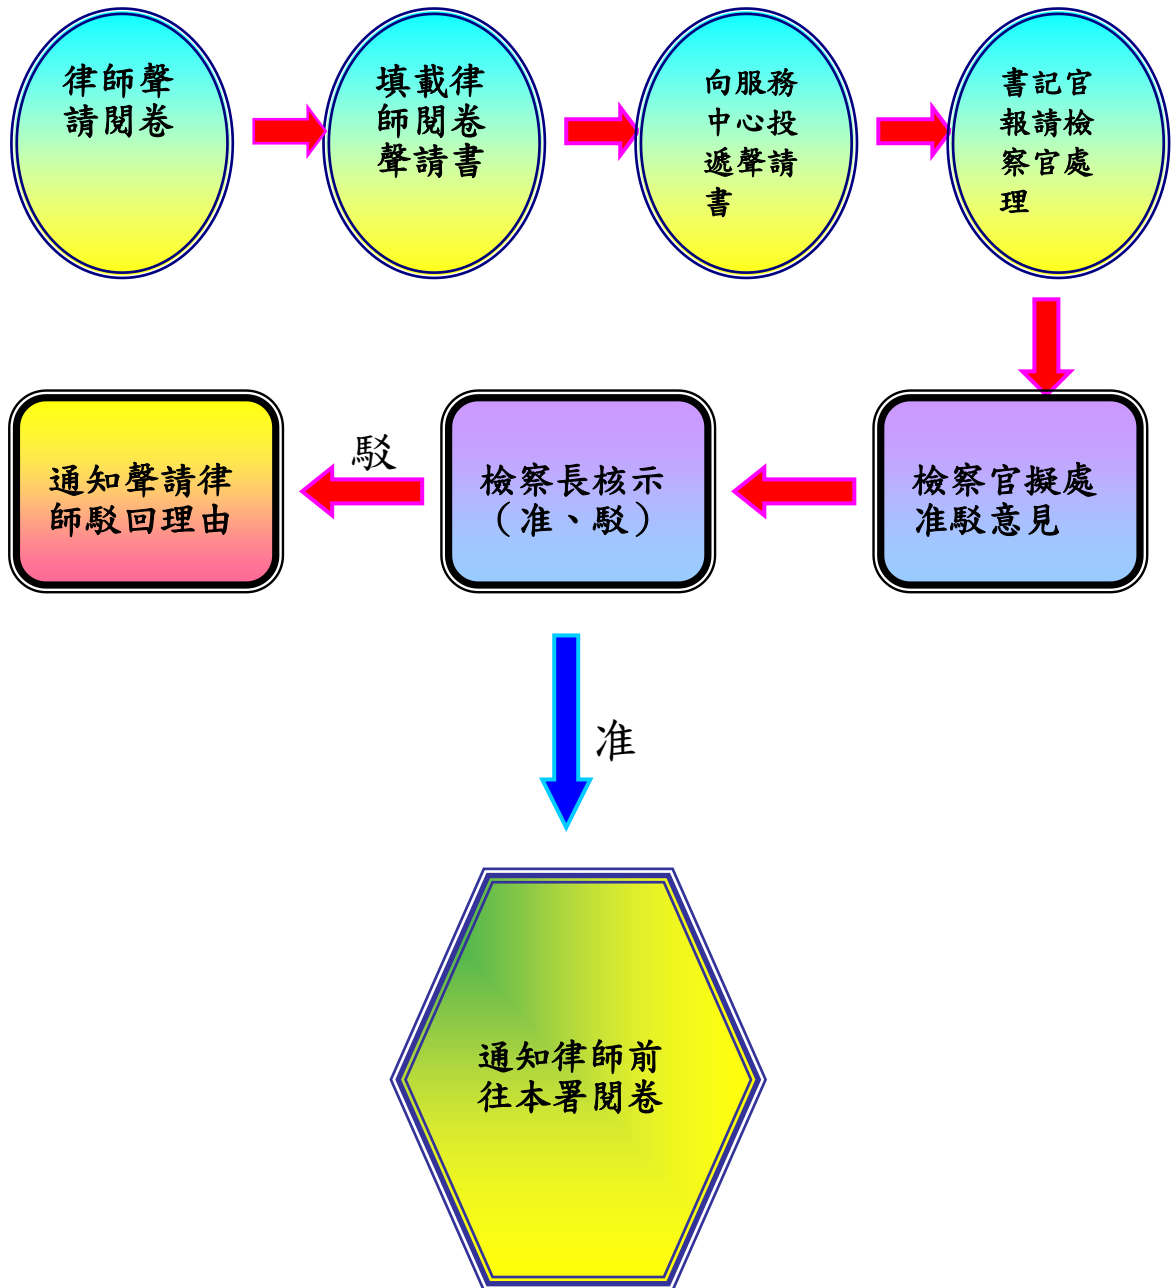 律師聲
請閱卷
填載律
師閱卷
聲請書
向服務
中心投
遞聲請
書
書記官
報請檢
察官處
理
檢察官擬處
准駁意見
檢察長核示
（准、駁）
駁
通知聲請律
師駁回理由
准
通知律師前
往本署閱卷